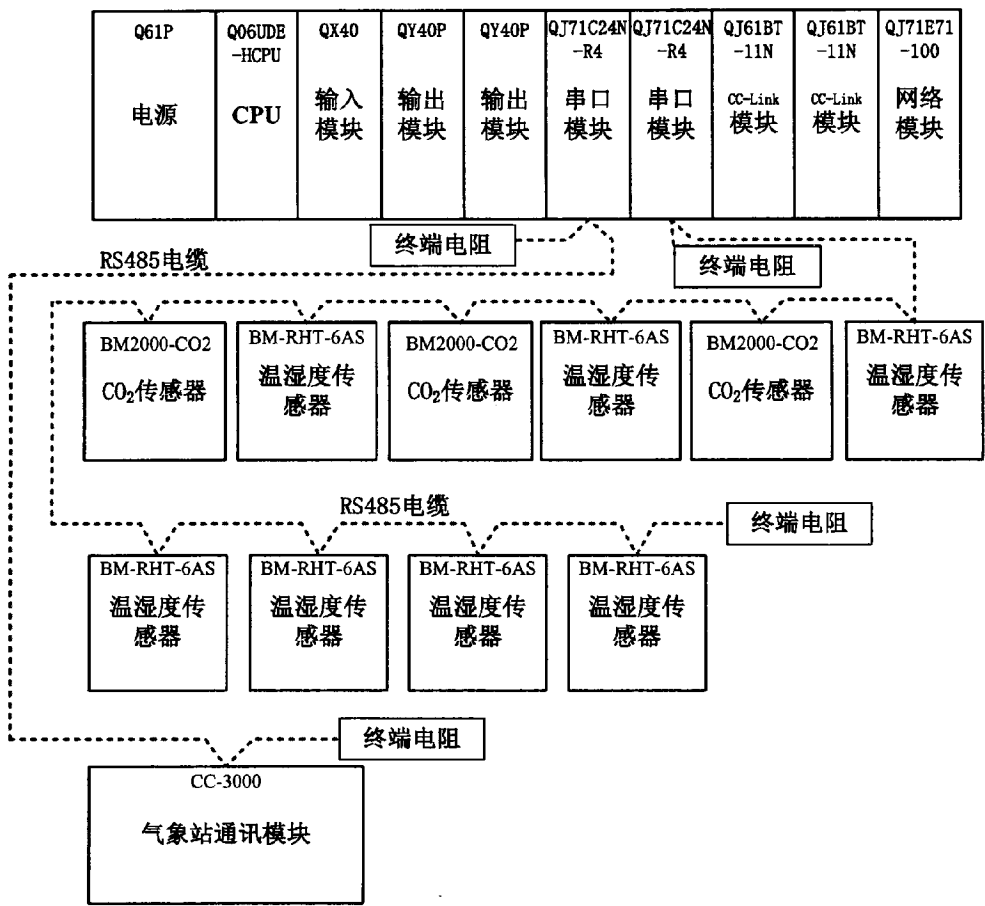 Q61P
电源
Q06UDE
-HCPU
CPU
QX40
输入
模块
QY40P
输出
模块
QY40P
输出
模块
QJ71C24N
-R4
串口
模块
QJ71C24N
-R4
串口
模块
QJ61BT
-11N
CC-Link
模块
QJ61BT
-11N
CC-Link
模块
QJ71E71
-100
网络
模块
终端电阻
终端电阻
RS485电缆
BM2000-CO2
CO₂传感器
BM-RHT-6AS
温湿度传
感器
BM2000-CO2
CO₂传感器
BM-RHT-6AS
温湿度传
感器
BM2000-CO2
CO₂传感器
BM-RHT-6AS
温湿度传
感器
RS485电缆
终端电阻
BM-RHT-6AS
温湿度传
感器
BM-RHT-6AS
温湿度传
感器
BM-RHT-6AS
温湿度传
感器
BM-RHT-6AS
温湿度传
感器
终端电阻
CC-3000
气象站通讯模块